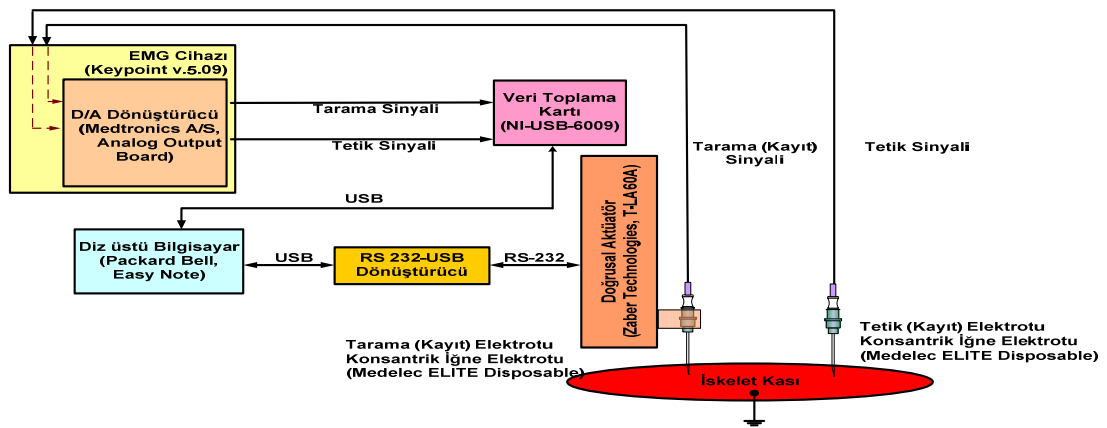 EMG Cihazı
(Keypoint v.5.09)
D/A Dönüştürücü
(Medtronics A/S,
Analog Output
Board)
Tarama Sinyali
Tetik Sinyali
Veri Toplama
Kartı
(NI-USB-6009)
Tarama (Kayıt)
Sinyali
Tetik Sinyali
USB
Diz üstü Bilgisayar
(Packard Bell,
Easy Note)
USB
RS 232-USB
Dönüştürücü
RS-232
Doğrusal Aktüatör
(Zaber Technologies, T-LA60A)
Tarama (Kayıt) Elektrotu
Konsantrik İğne Elektrotu
(Medelec ELITE Disposable)
Tetik (Kayıt) Elektrotu
Konsantrik İğne Elektrotu
(Medelec ELITE Disposable)
İskelet Kası